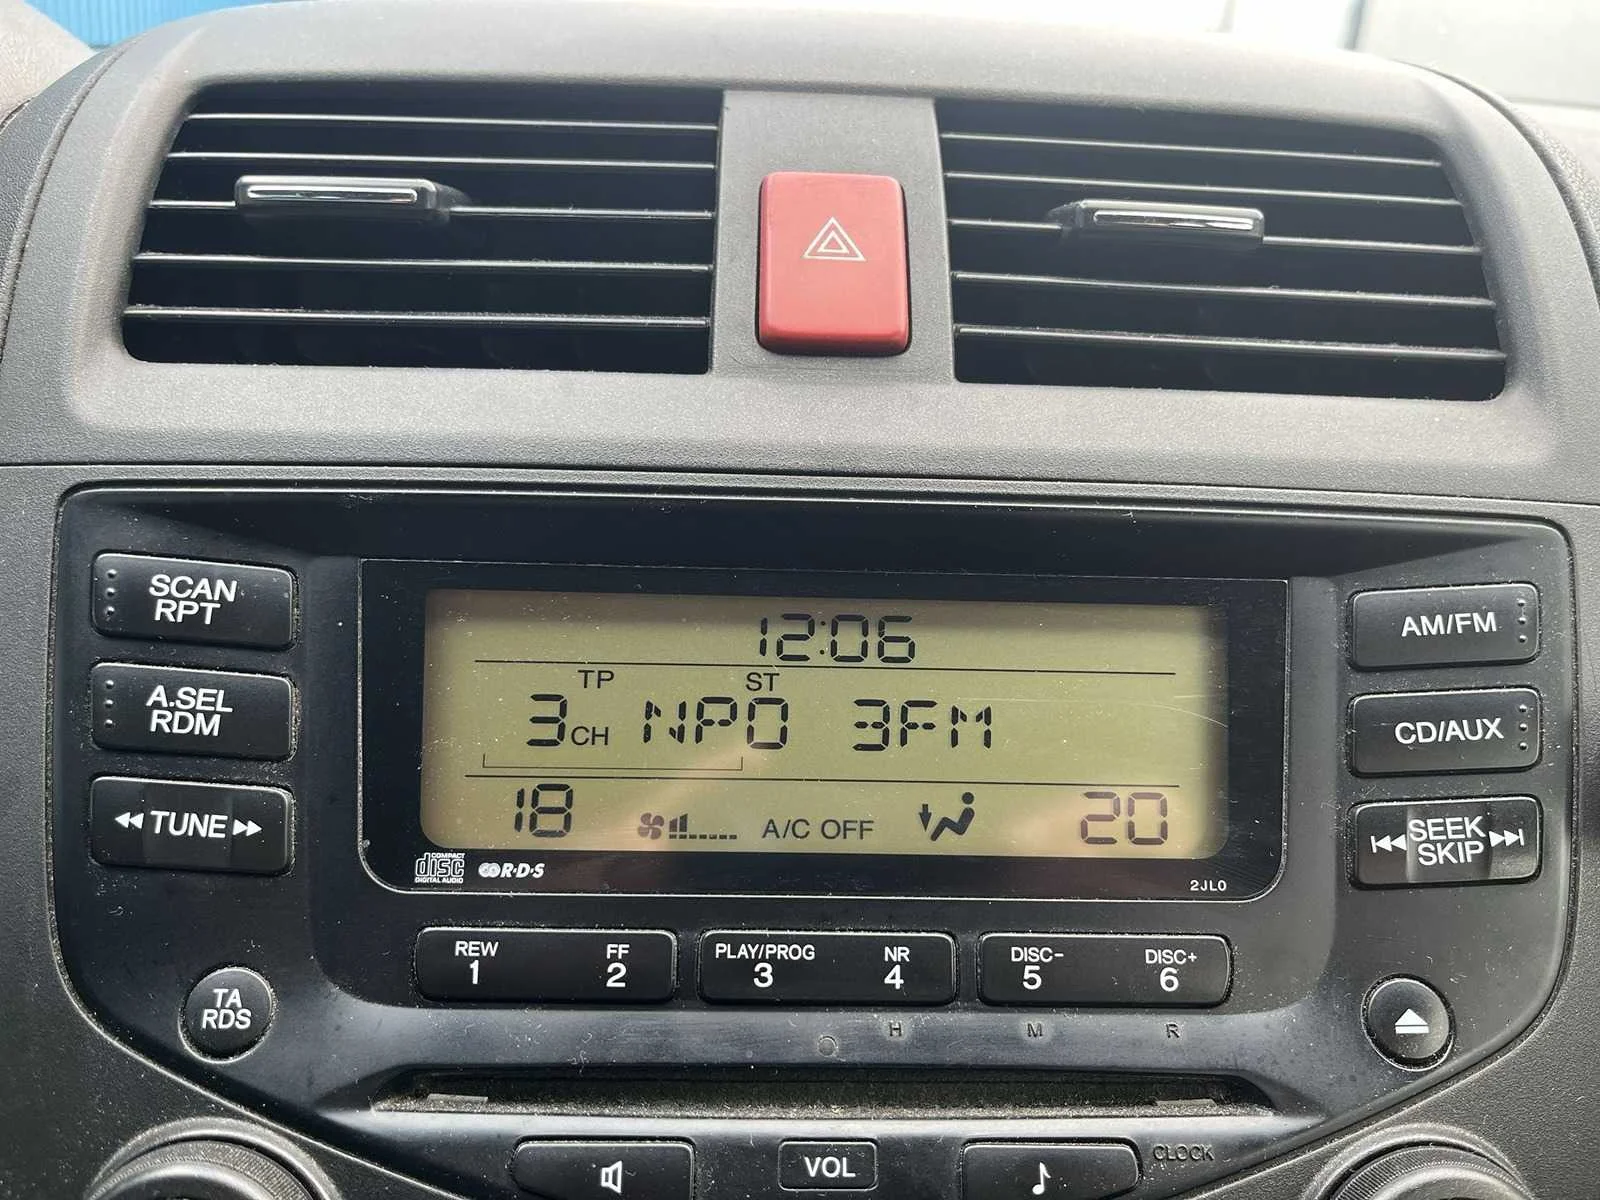 SCAN
RPT
A.SEL
RDM
TUNE
TA
RDS
12:06
TP
ST
3CH NPO 3FM
18
A/C OFF
20
COMPACT
disc
DIGITAL AUDIO
R·D·S
2JL0
AM/FM
CD/AUX
SEEK
SKIP
REW
1
FF
2
PLAY/PROG
3
NR
4
DISC-
5
DISC+
6
H
M
R
VOL
CLOCK